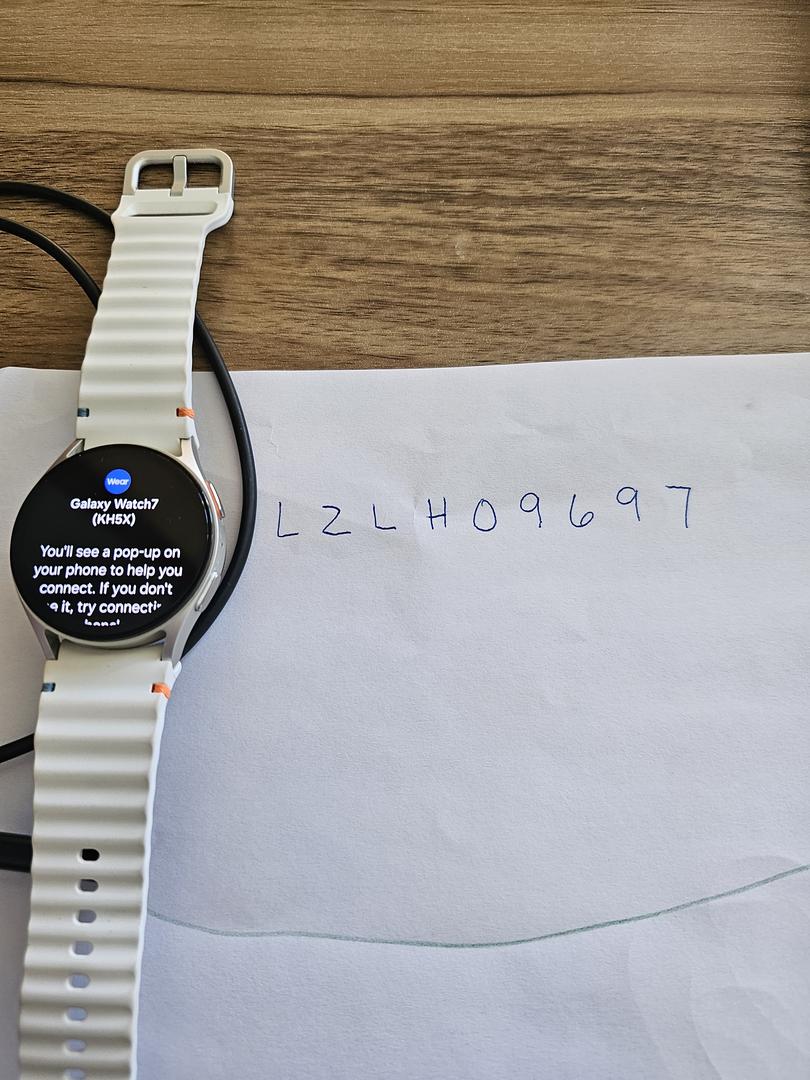 Wear
Galaxy Watch7
(KH5X)
You'll see a pop-up on
your phone to help you
connect. If you don't
it, try connecti
LZLH09697